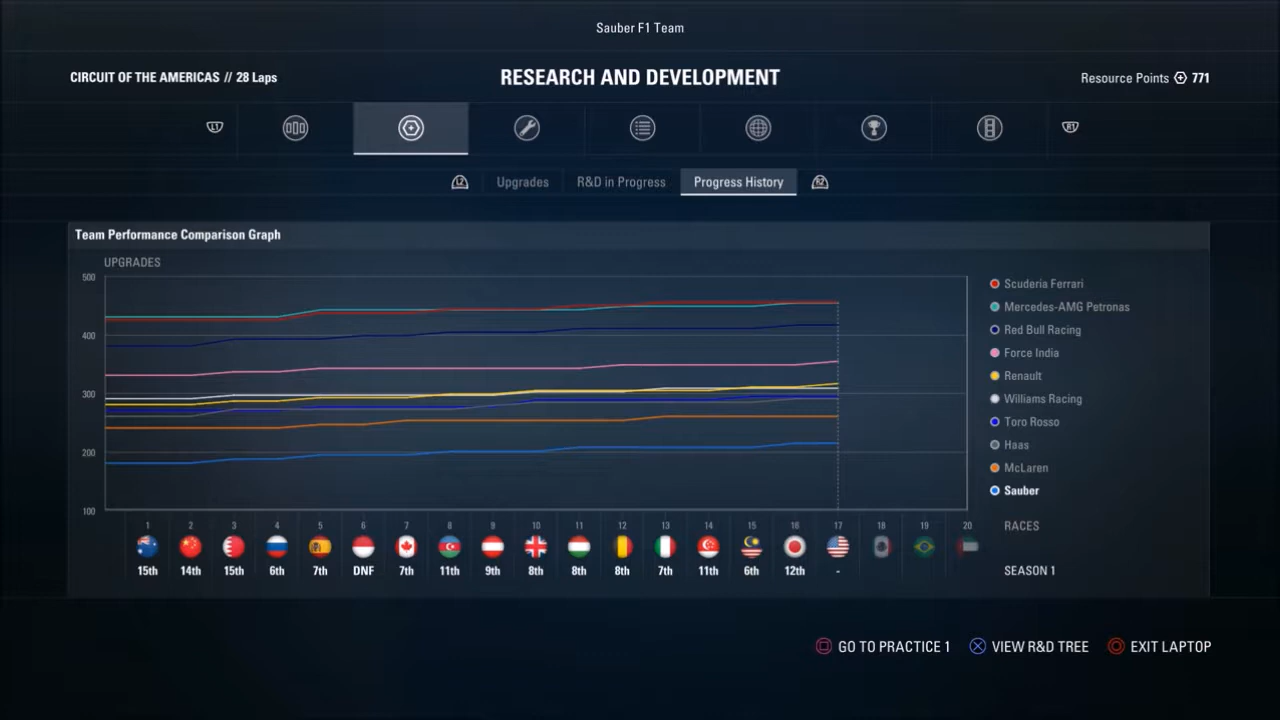 Sauber F1 Team
CIRCUIT OF THE AMERICAS // 28 Laps
RESEARCH AND DEVELOPMENT
Resource Points 771
L1
R1
L2 Upgrades R&D in Progress Progress History R2
Team Performance Comparison Graph
UPGRADES
500
400
300
200
100
Scuderia Ferrari
Mercedes-AMG Petronas
Red Bull Racing
Force India
Renault
Williams Racing
Toro Rosso
Haas
McLaren
Sauber
1 2 3 4 5 6 7 8 9 10 11 12 13 14 15 16 17 18 19 20 RACES
15th 14th 15th 6th 7th DNF 7th 11th 9th 8th 8th 8th 7th 11th 6th 12th - SEASON 1
GO TO PRACTICE 1 VIEW R&D TREE EXIT LAPTOP